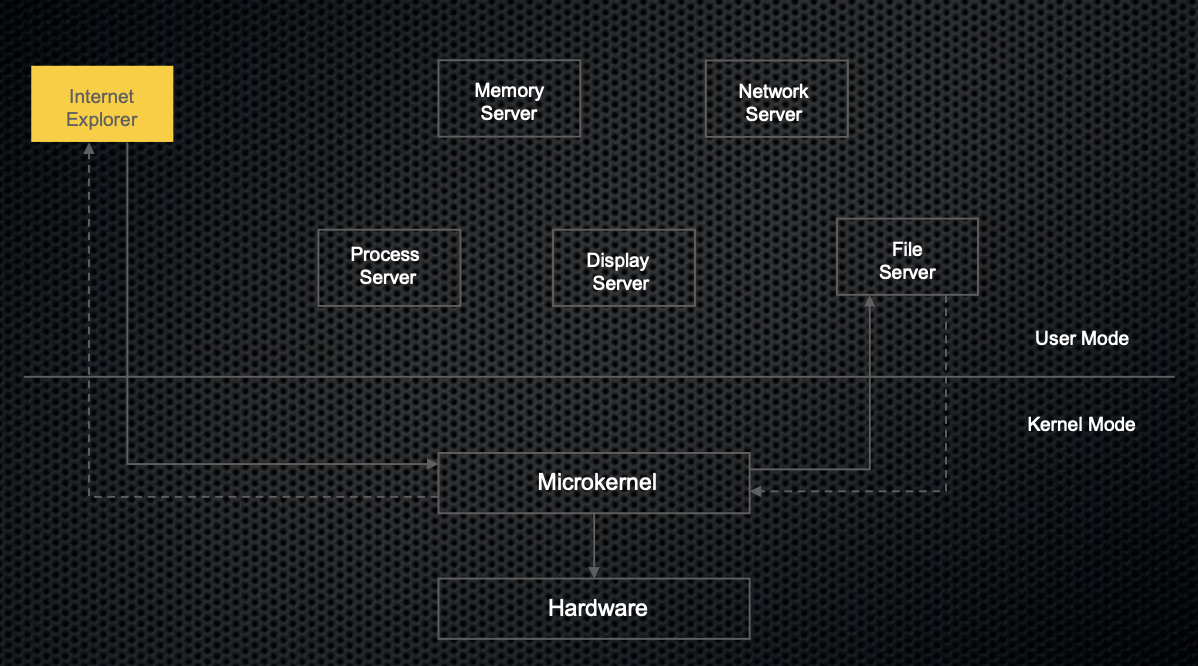 Internet
Explorer
Memory
Server
Network
Server
Process
Server
Display
Server
File
Server
User Mode
Kernel Mode
Microkernel
Hardware